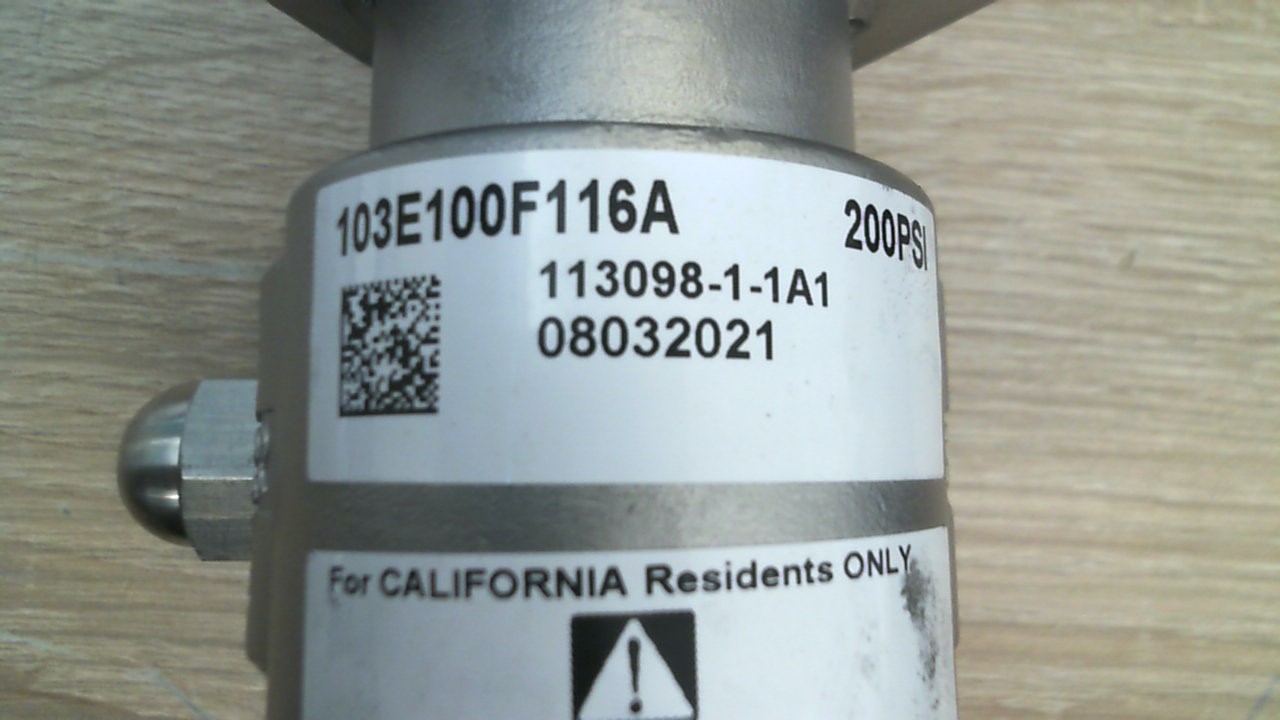 103E100F116A 200PSI
113098-1-1A1
08032021
For CALIFORNIA Residents ONLY
!